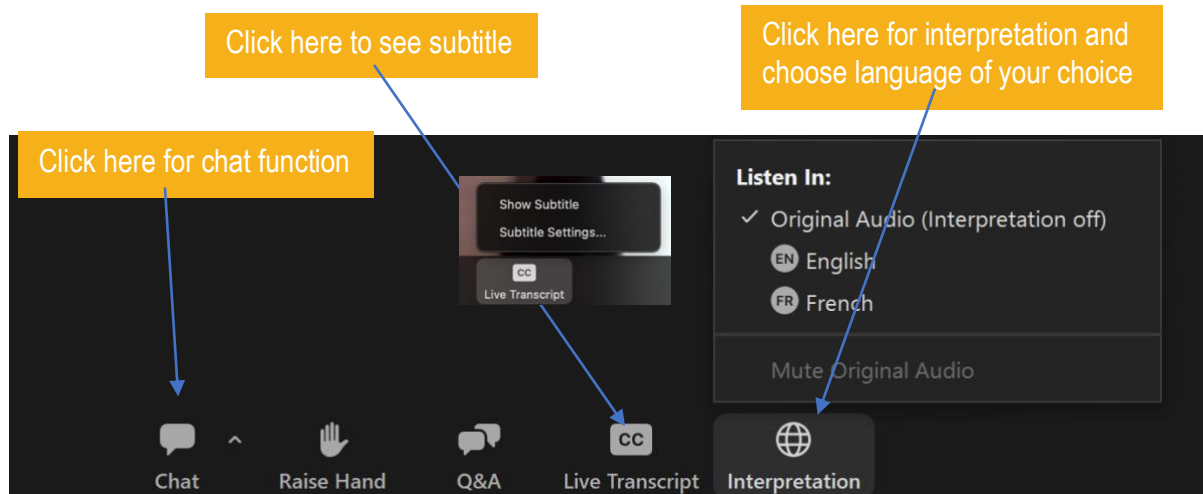 Click here to see subtitle
Click here for interpretation and
choose language of your choice
Click here for chat function
Show Subtitle
Subtitle Settings...
CC
Live Transcript
Listen In:
Original Audio (Interpretation off)
EN English
FR French
Mute Original Audio
Chat
Raise Hand
Q&A
CC
Live Transcript
Interpretation